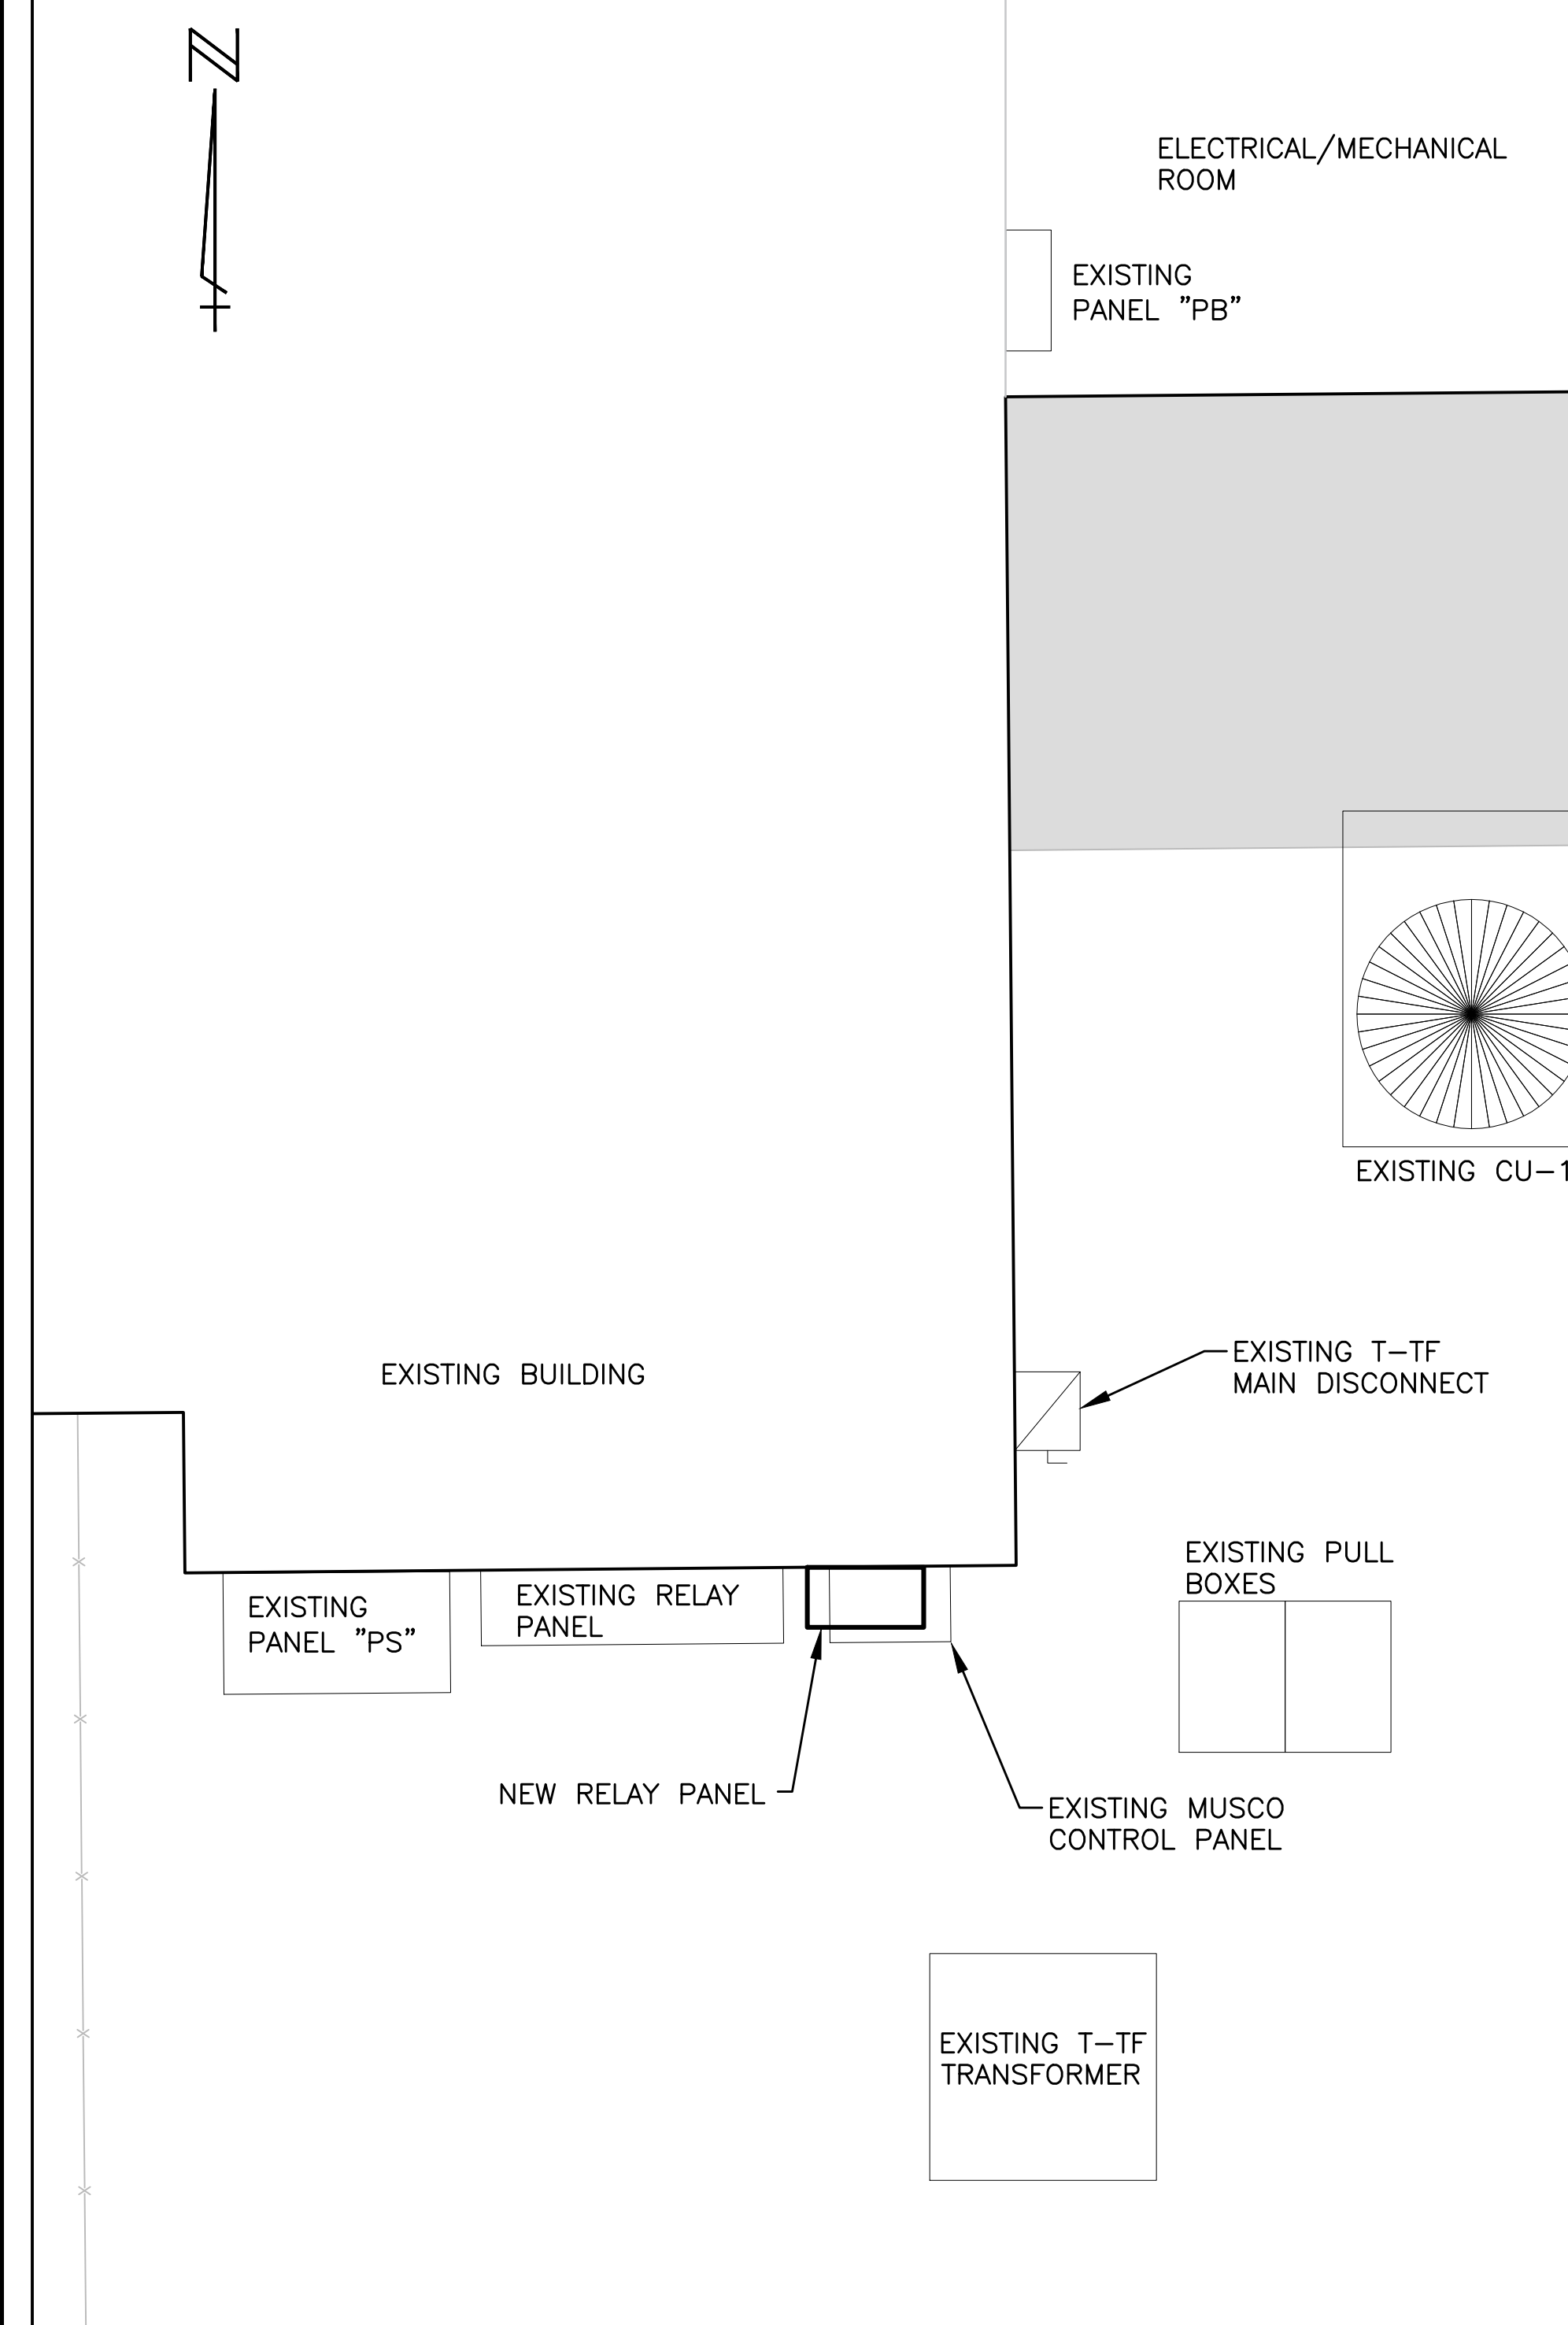 N
ELECTRICAL/MECHANICAL
ROOM
EXISTING
PANEL "PB"
EXISTING CU-1
EXISTING T-TF
MAIN DISCONNECT
EXISTING BUILDING
EXISTING PULL
BOXES
EXISTING
PANEL "PS"
EXISTING RELAY
PANEL
NEW RELAY PANEL
EXISTING MUSCO
CONTROL PANEL
EXISTING T-TF
TRANSFORMER